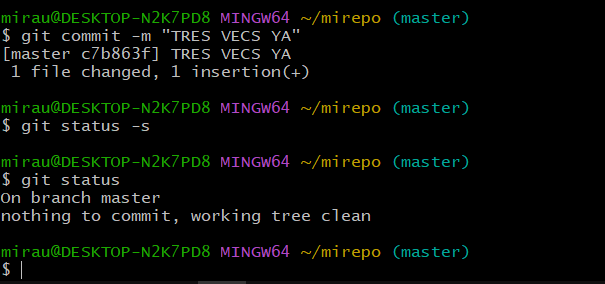 mirau@DESKTOP-N2K7PD8 MINGW64 ~/mirepo (master)
$ git commit -m "TRES VECS YA"
[master c7b863f] TRES VECS YA
 1 file changed, 1 insertion(+)
mirau@DESKTOP-N2K7PD8 MINGW64 ~/mirepo (master)
$ git status -s
mirau@DESKTOP-N2K7PD8 MINGW64 ~/mirepo (master)
$ git status
On branch master
nothing to commit, working tree clean
mirau@DESKTOP-N2K7PD8 MINGW64 ~/mirepo (master)
$